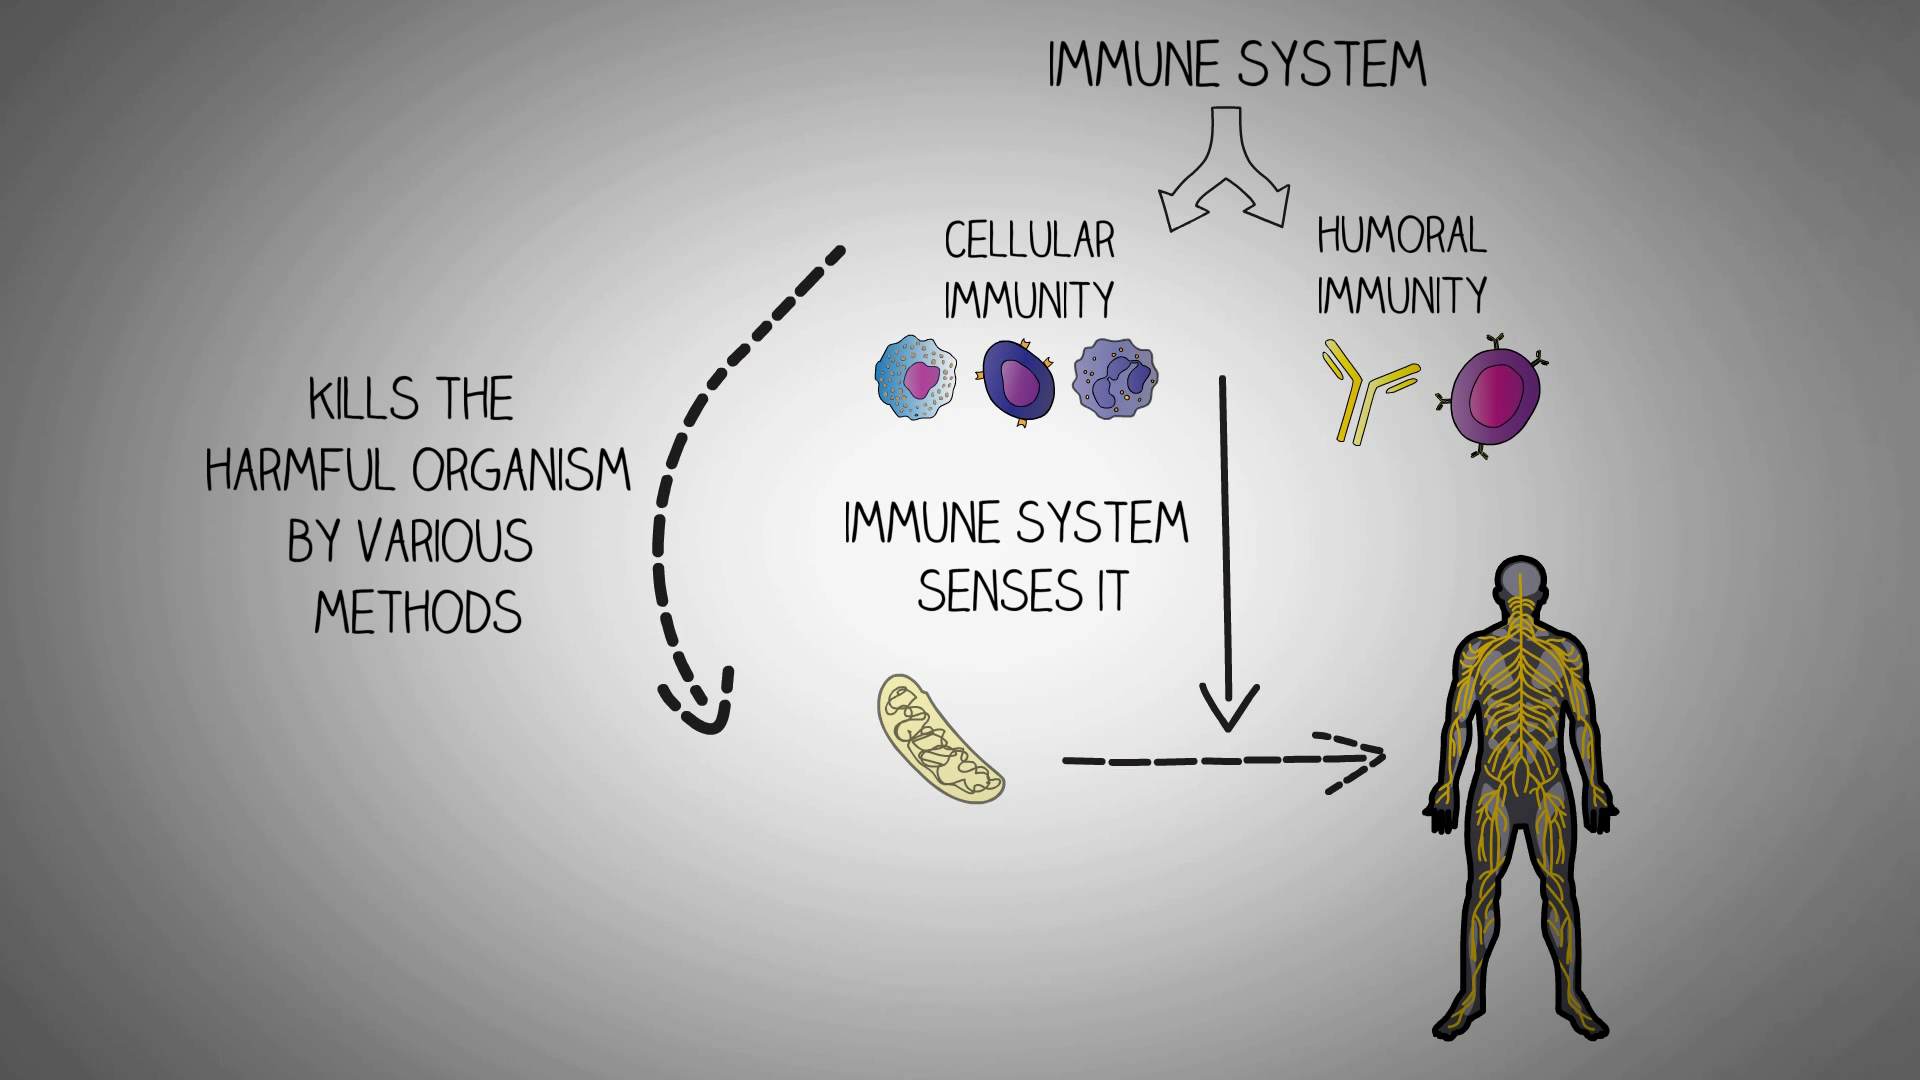 IMMUNE SYSTEM
CELLULAR
IMMUNITY
HUMORAL
IMMUNITY
KILLS THE
HARMFUL ORGANISM
BY VARIOUS
METHODS
IMMUNE SYSTEM
SENSES IT